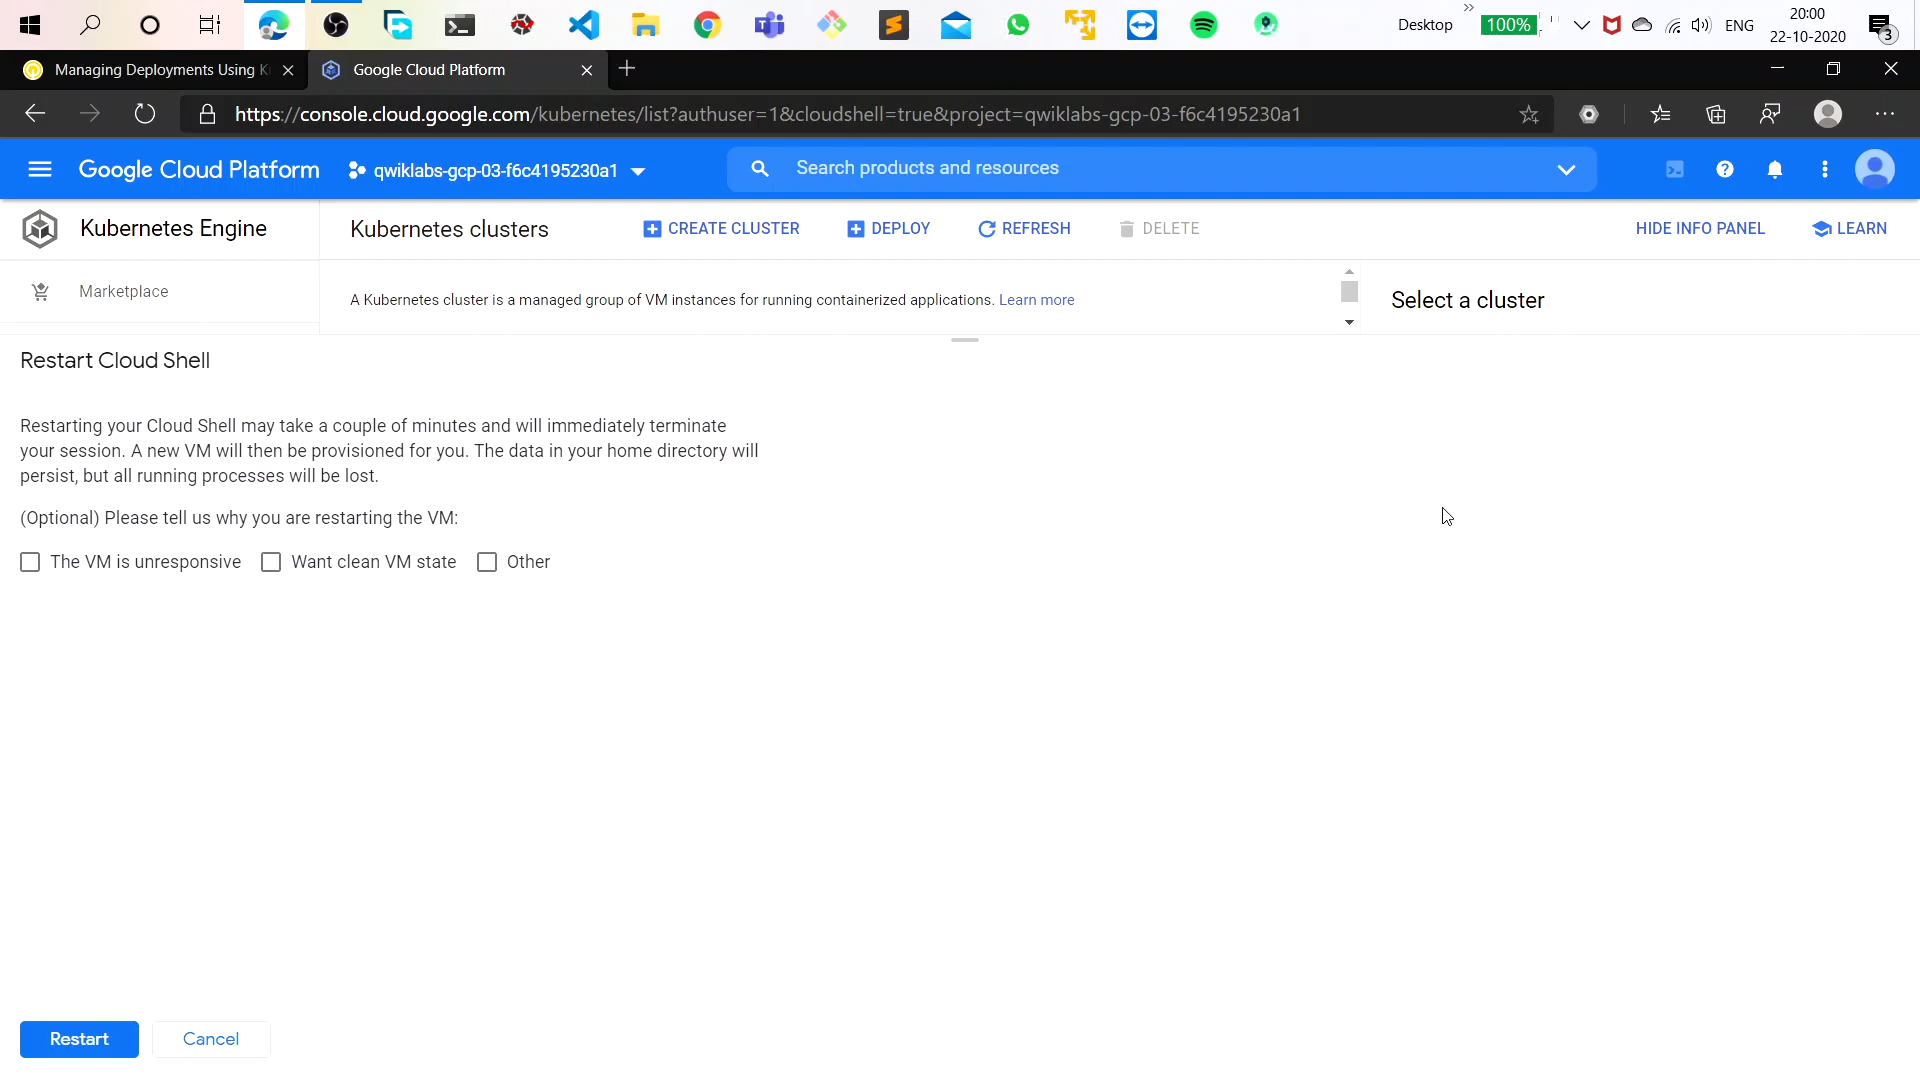 Desktop
»
100%
ENG
20:00
22-10-2020
3
Managing Deployments Using K
Google Cloud Platform
https://console.cloud.google.com/kubernetes/list?authuser=1&cloudshell=true&project=qwiklabs-gcp-03-f6c4195230a1
Google Cloud Platform
qwiklabs-gcp-03-f6c4195230a1
Search products and resources
Kubernetes Engine
Kubernetes clusters
CREATE CLUSTER
DEPLOY
REFRESH
DELETE
HIDE INFO PANEL
LEARN
Marketplace
A Kubernetes cluster is a managed group of VM instances for running containerized applications. Learn more
Select a cluster
Restart Cloud Shell
Restarting your Cloud Shell may take a couple of minutes and will immediately terminate
your session. A new VM will then be provisioned for you. The data in your home directory will
persist, but all running processes will be lost.
(Optional) Please tell us why you are restarting the VM:
The VM is unresponsive
Want clean VM state
Other
Restart
Cancel